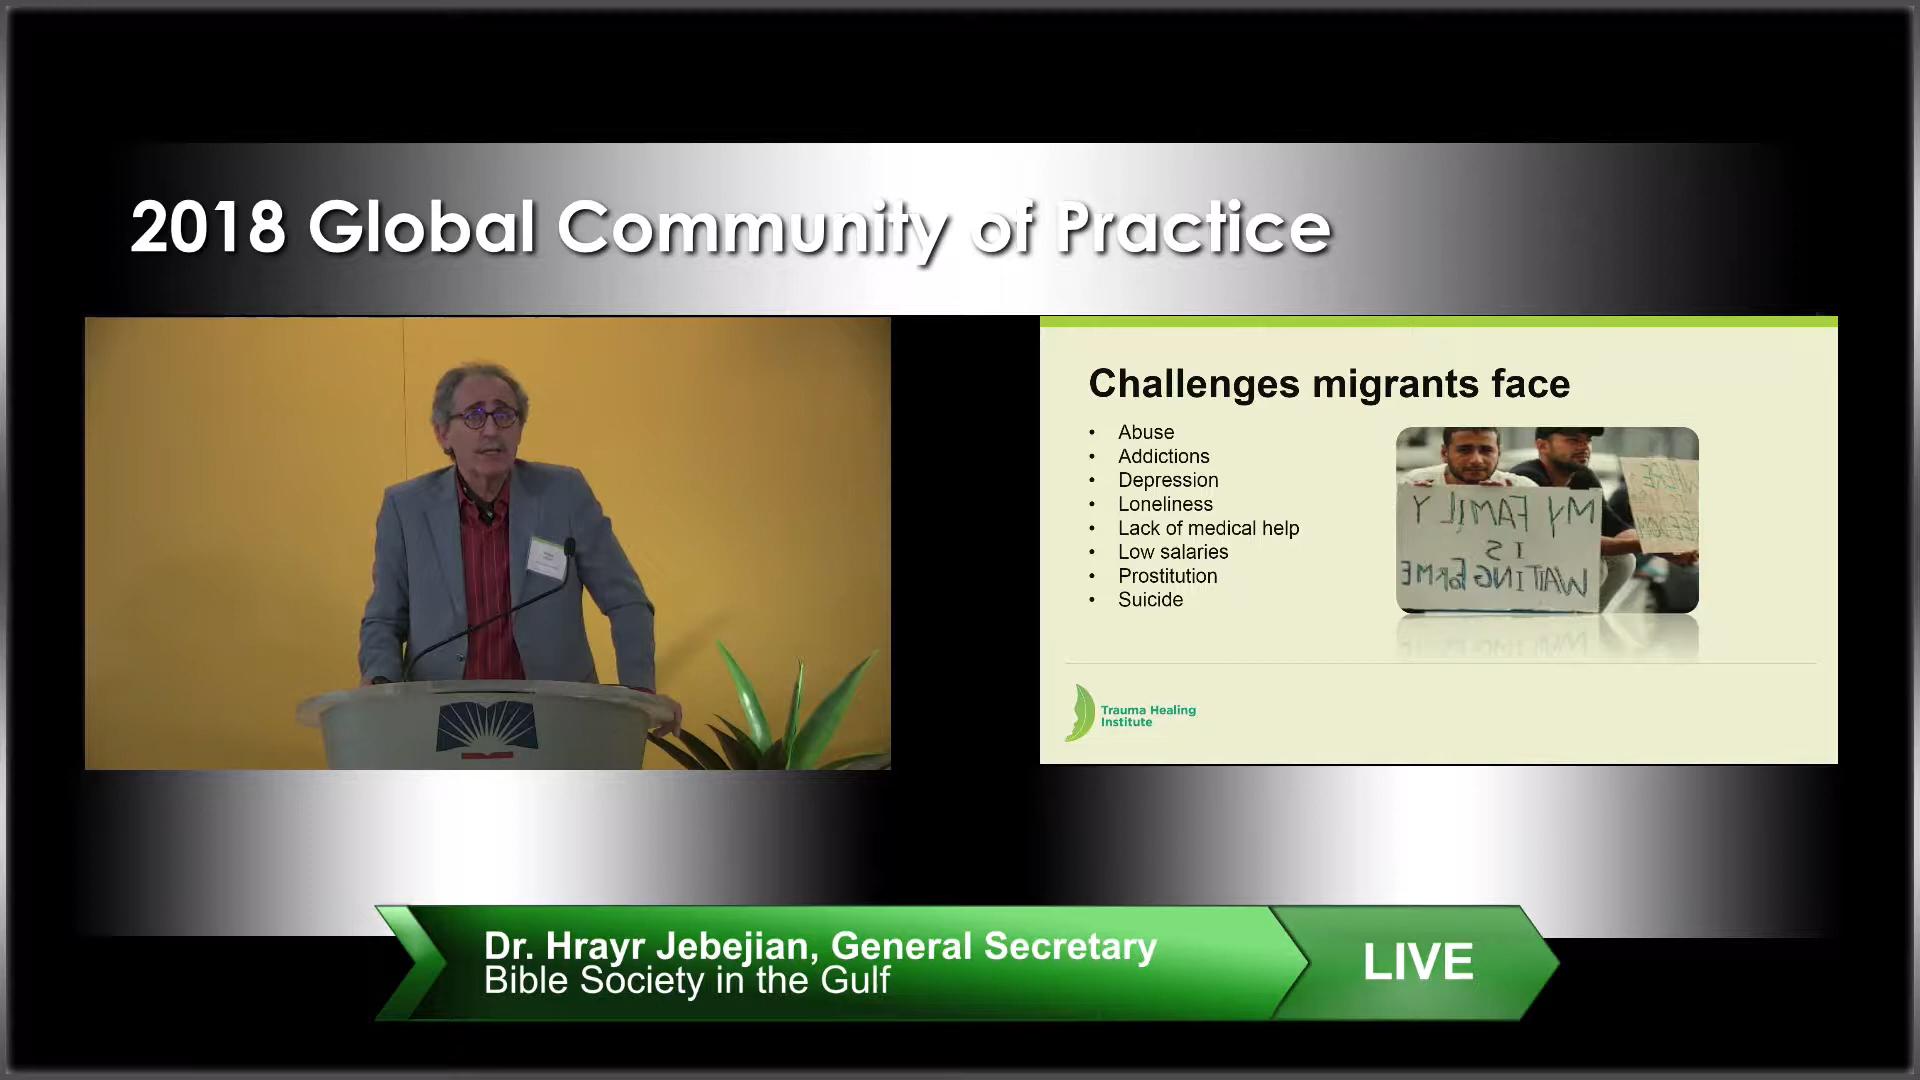 2018 Global Community of Practice
Challenges migrants face
• Abuse
• Addictions
• Depression
• Loneliness
• Lack of medical help
• Low salaries
• Prostitution
• Suicide
MY FAMILY
IS
WAITING FOR ME
Trauma Healing
Institute
Dr. Hrayr Jebejian, General Secretary
Bible Society in the Gulf
LIVE